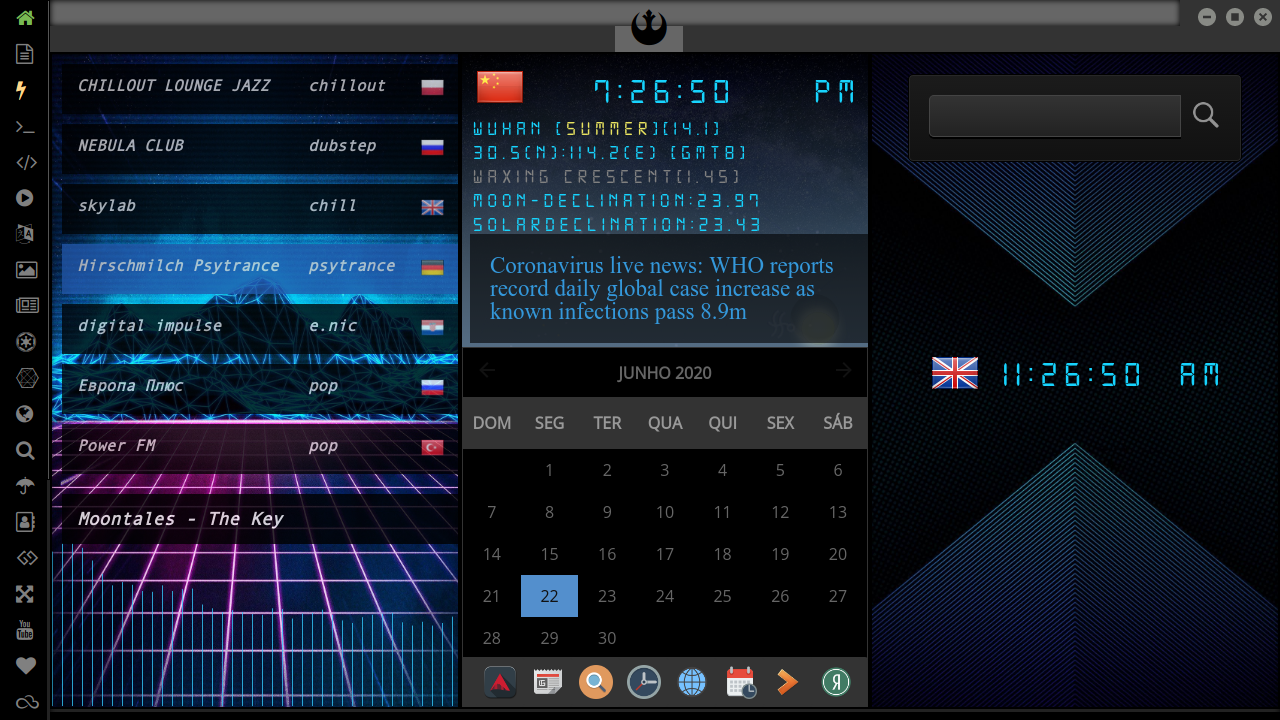 CHILLOUT LOUNGE JAZZ chillout
NEBULA CLUB dubstep
skylab chill
Hirschmilch Psytrance psytrance
digital impulse e.nic
Европа Плюс pop
Power FM pop
Moontales - The Key
7:26:50 PM
WUHAN [SUMMER][14.1]
30.5(N):114.2(E) [GMT8]
WAXING CRESCENT[1.45]
MOON-DECLINATION:23.97
SOLARDECLINATION:23.43
Coronavirus live news: WHO reports
record daily global case increase as
known infections pass 8.9m
JUNHO 2020
DOM SEG TER QUA QUI SEX SÁB
1 2 3 4 5 6
7 8 9 10 11 12 13
14 15 16 17 18 19 20
21 22 23 24 25 26 27
28 29 30
Я
11:26:50 AM
You
Tube